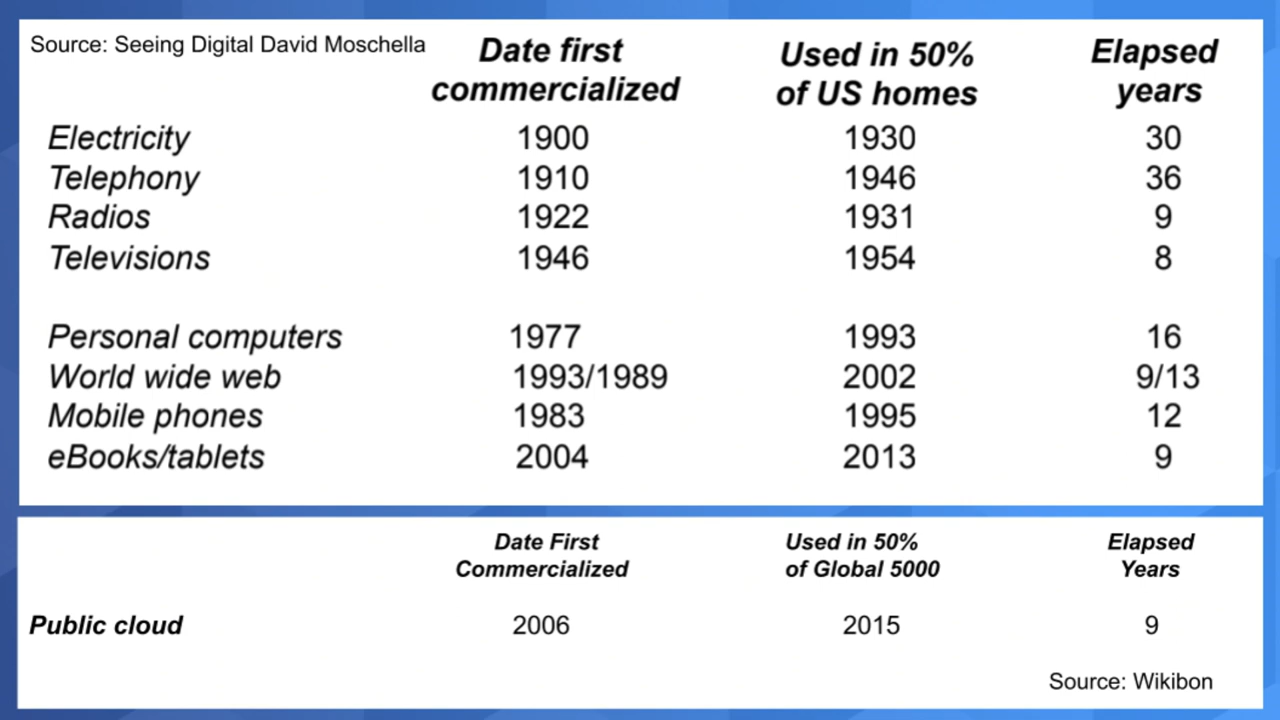 Source: Seeing Digital David Moschella
Date first commercialized
Used in 50% of US homes
Elapsed years
Electricity 1900 1930 30
Telephony 1910 1946 36
Radios 1922 1931 9
Televisions 1946 1954 8
Personal computers 1977 1993 16
World wide web 1993/1989 2002 9/13
Mobile phones 1983 1995 12
eBooks/tablets 2004 2013 9
Date First Commercialized
Used in 50% of Global 5000
Elapsed Years
Public cloud 2006 2015 9
Source: Wikibon